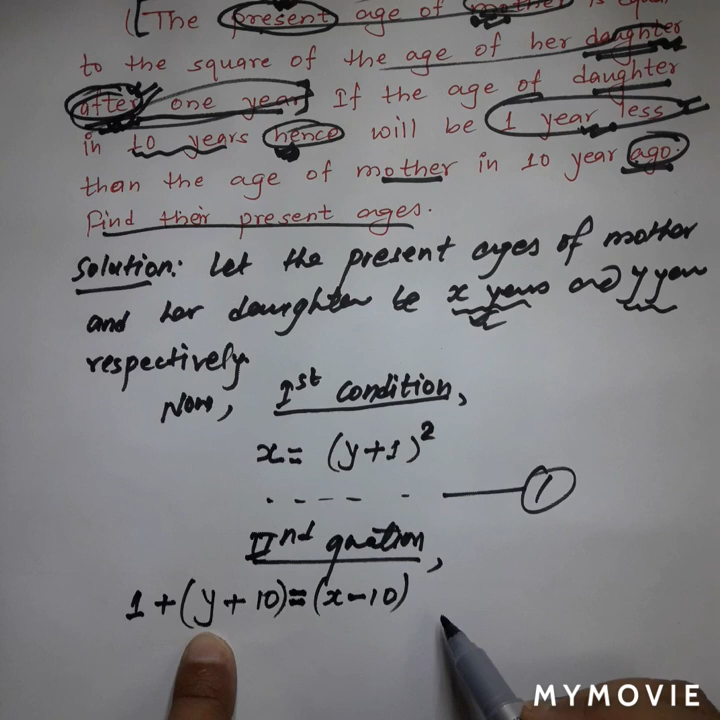 ([The present age of mother is equal
to the square of the age of her daughter
after one year] If the age of daughter
in 10 years hence will be 1 year less
than the age of mother in 10 year ago.
Find their present ages.
Solution: Let the present ages of mother
and her daughter be x years and y years
respectively.
Now, Ist condition,
x = (y+1)²
. - - - . - ——— ①
IInd quation,
1 + (y + 10) = (x - 10)
MYMOVIE